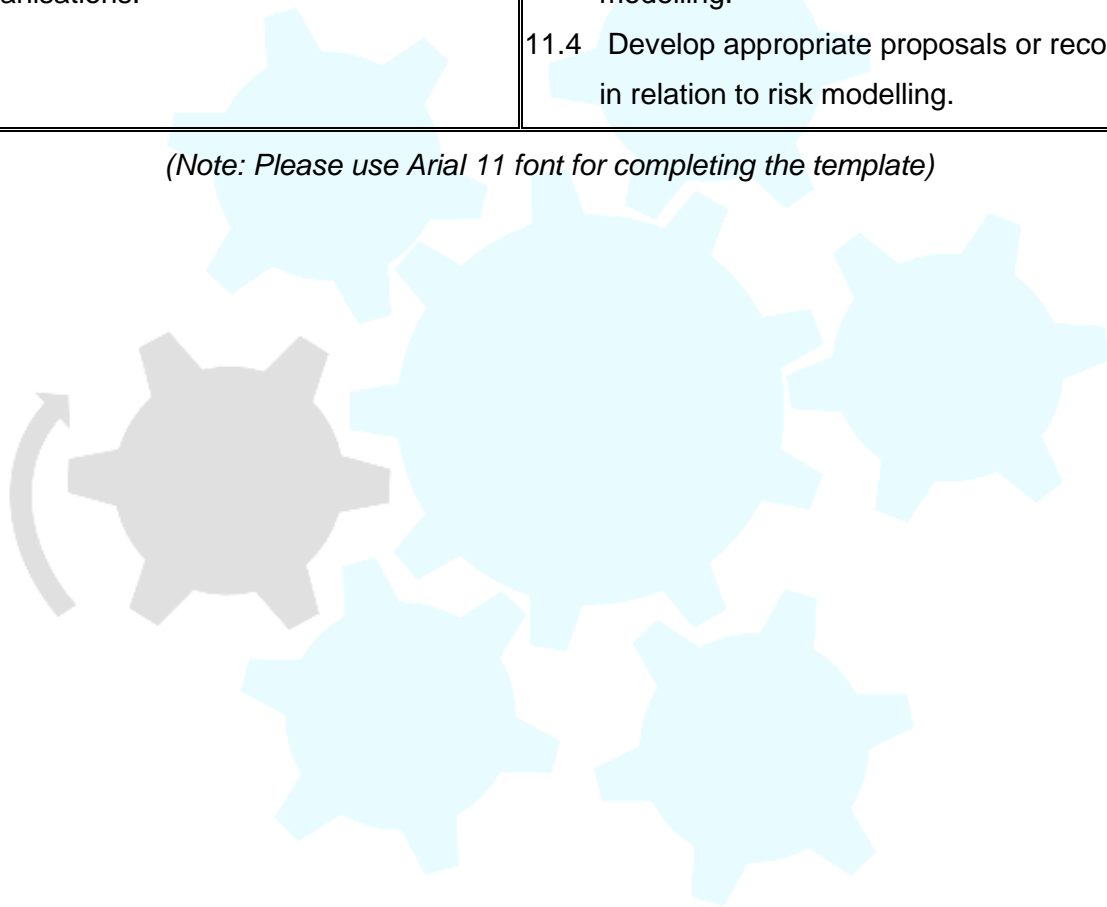 modelling.
11.4 Develop appropriate proposals or
in relation to risk modelling.
(Note: Please use Arial 11 font for completing the template)